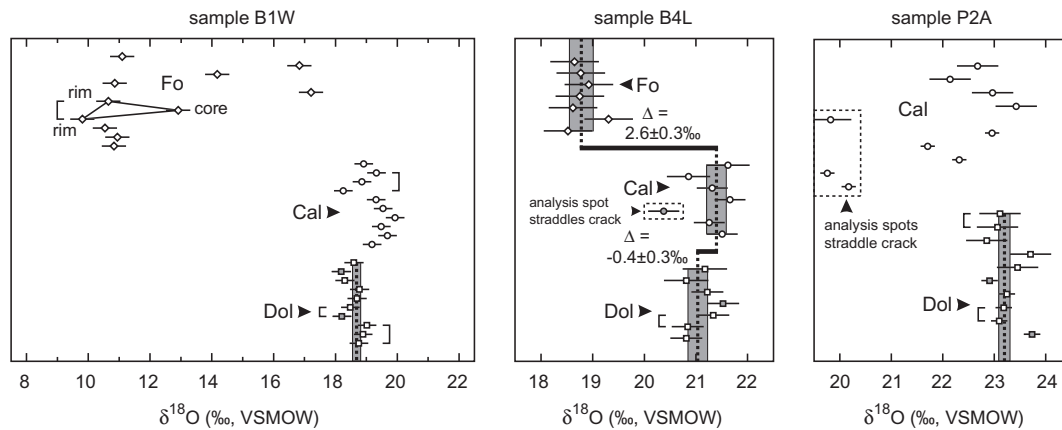 sample B1W
sample B4L
sample P2A
Fo
rim
core
rim
Cal
Dol
8 10 12 14 16 18 20 22
δ18O (‰, VSMOW)
Fo
Δ =
2.6±0.3‰
Cal
analysis spot
straddles crack
Δ =
-0.4±0.3‰
Dol
18 19 20 21 22
δ18O (‰, VSMOW)
Cal
analysis spots
straddle crack
Dol
20 21 22 23 24
δ18O (‰, VSMOW)